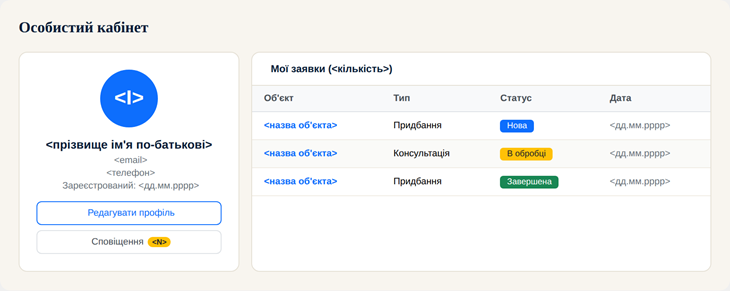 Особистий кабінет
<I>
<прізвище ім'я по-батькові>
<email>
<телефон>
Зареєстрований: <дд.мм.рррр>
Редагувати профіль
Сповіщення <N>
Мої заявки (<кількість>)
Об'єкт Тип Статус Дата
<назва об'єкта> Придбання Нова <дд.мм.рррр>
<назва об'єкта> Консультація В обробці <дд.мм.рррр>
<назва об'єкта> Придбання Завершена <дд.мм.рррр>